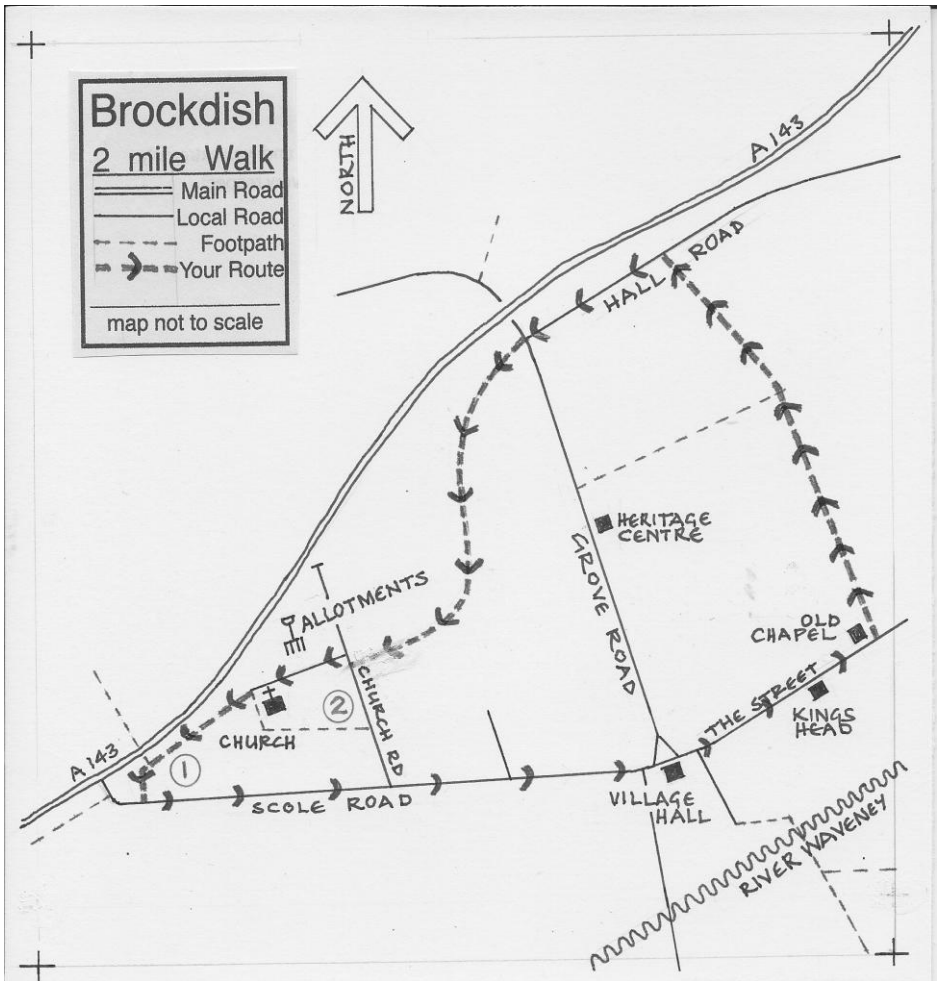 Brockdish
2 mile Walk
Main Road
Local Road
Footpath
Your Route
map not to scale
NORTH
A143
HALL ROAD
HERITAGE
CENTRE
GROVE ROAD
ALLOTMENTS
OLD
CHAPEL
CHURCH RD
2
CHURCH
THE STREET
KINGS
HEAD
A143
1
SCOLE ROAD
VILLAGE
HALL
RIVER WAVENEY